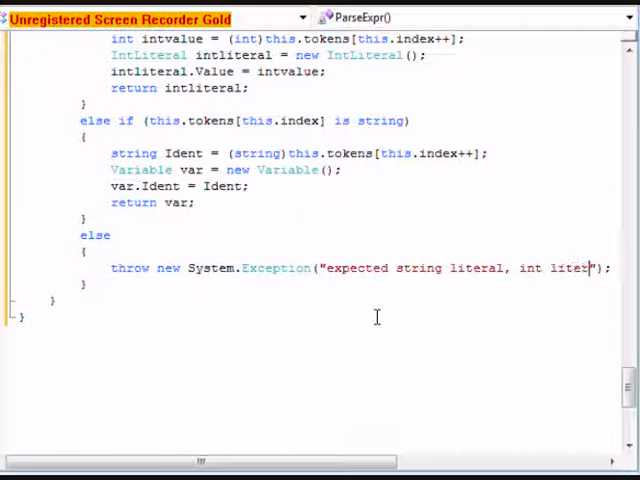 Unregistered Screen Recorder Gold
ParseExpr()
int intvalue = (int)this.tokens[this.index++];
IntLiteral intliteral = new IntLiteral();
intliteral.Value = intvalue;
return intliteral;
}
else if (this.tokens[this.index] is string)
{
string Ident = (string)this.tokens[this.index++];
Variable var = new Variable();
var.Ident = Ident;
return var;
}
else
{
throw new System.Exception("expected string literal, int liter");
}
}
}